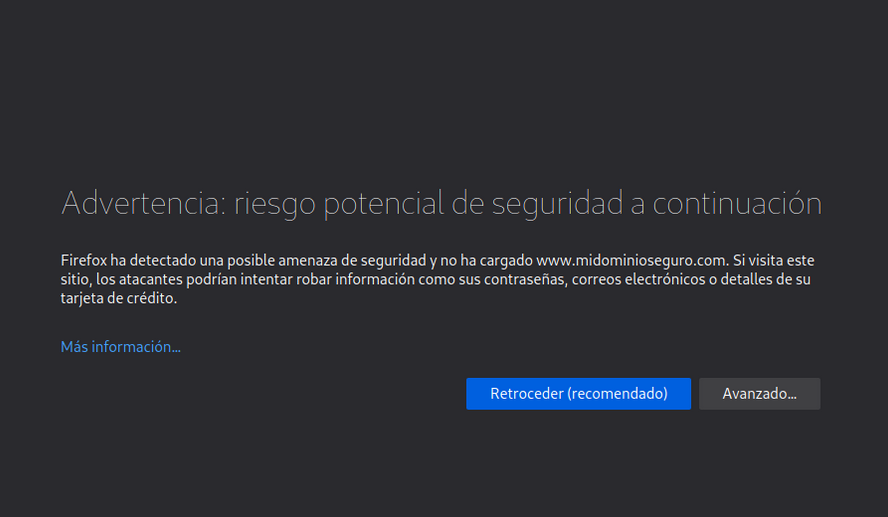 Advertencia: riesgo potencial de seguridad a continuación
Firefox ha detectado una posible amenaza de seguridad y no ha cargado www.midominioseguro.com. Si visita este
sitio, los atacantes podrían intentar robar información como sus contraseñas, correos electrónicos o detalles de su
tarjeta de crédito.
Más información...
Retroceder (recomendado) Avanzado...